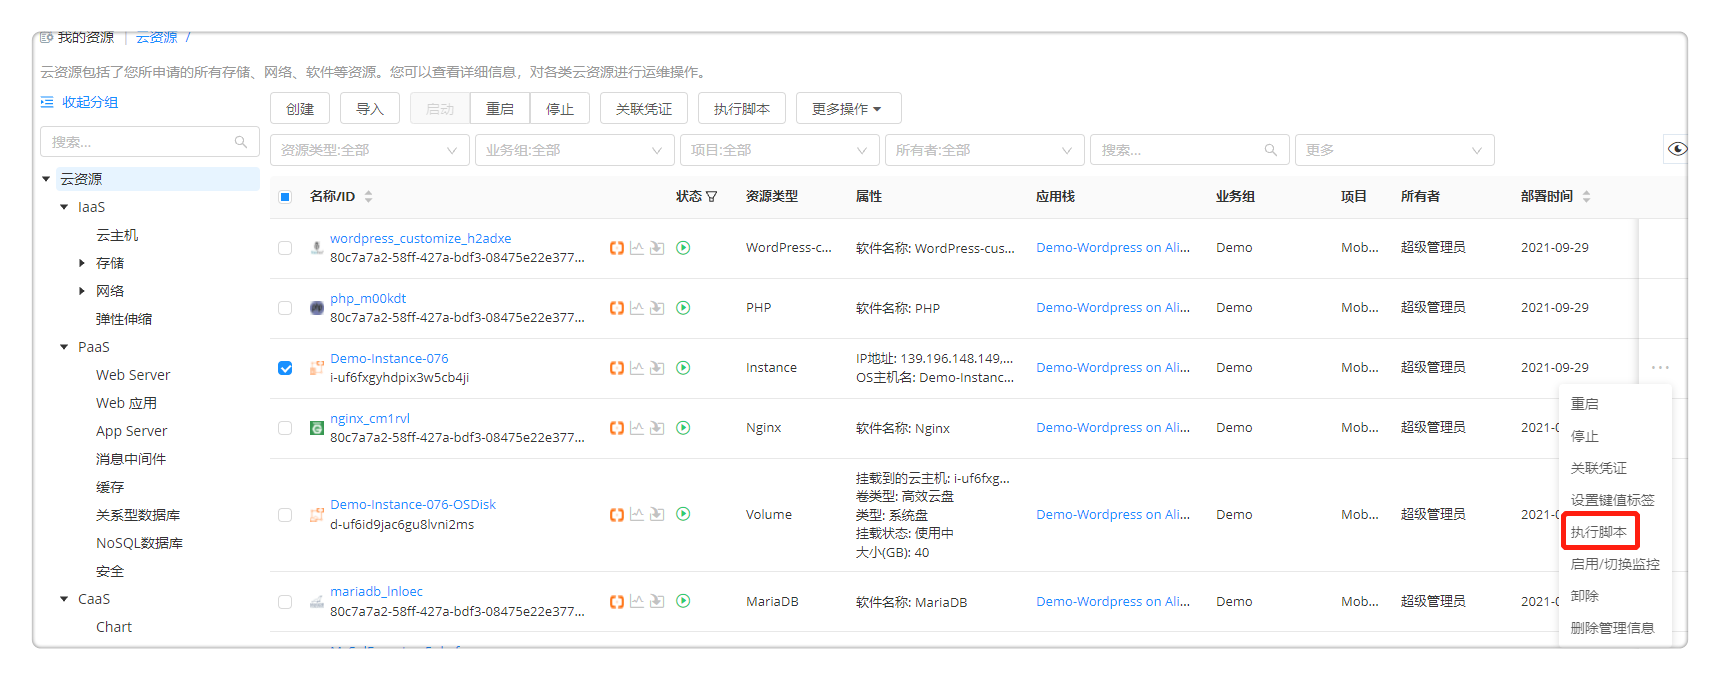 我的资源 | 云资源 /
云资源包括了您所申请的所有存储、网络、软件等资源。您可以查看详细信息，对各类云资源进行运维操作。
收起分组
搜索...
云资源
IaaS
云主机
存储
网络
弹性伸缩
PaaS
Web Server
Web 应用
App Server
消息中间件
缓存
关系型数据库
NoSQL数据库
安全
CaaS
Chart
创建 导入 启动 重启 停止 关联凭证 执行脚本 更多操作
资源类型:全部 业务组:全部 项目:全部 所有者:全部 搜索... 更多
名称/ID 状态 资源类型 属性 应用栈 业务组 项目 所有者 部署时间
wordpress_customize_h2adxe
80c7a7a2-58ff-427a-bdf3-08475e22e377... WordPress-c... 软件名称: WordPress-cus... Demo-Wordpress on Ali... Demo Mob... 超级管理员 2021-09-29
php_m00kdt
80c7a7a2-58ff-427a-bdf3-08475e22e377... PHP 软件名称: PHP Demo-Wordpress on Ali... Demo Mob... 超级管理员 2021-09-29
Demo-Instance-076
i-uf6fxgyhdpix3w5cb4ji Instance IP地址: 139.196.148.149,...
OS主机名: Demo-Instanc... Demo-Wordpress on Ali... Demo Mob... 超级管理员 2021-09-29 ...
nginx_cm1rvl
80c7a7a2-58ff-427a-bdf3-08475e22e377... Nginx 软件名称: Nginx Demo-Wordpress on Ali... Demo Mob... 超级管理员 2021-0
Demo-Instance-076-OSDisk
d-uf6id9jac6gu8lvni2ms Volume
挂载到的云主机: i-uf6fxg...
卷类型: 高效云盘
类型: 系统盘
挂载状态: 使用中
大小(GB): 40
Demo-Wordpress on Ali... Demo Mob... 超级管理员 2021-0
mariadb_lnloec
80c7a7a2-58ff-427a-bdf3-08475e22e377... MariaDB 软件名称: MariaDB Demo-Wordpress on Ali... Demo Mob... 超级管理员 2021-0
重启
停止
关联凭证
设置键值标签
执行脚本
启用/切换监控
卸除
删除管理信息